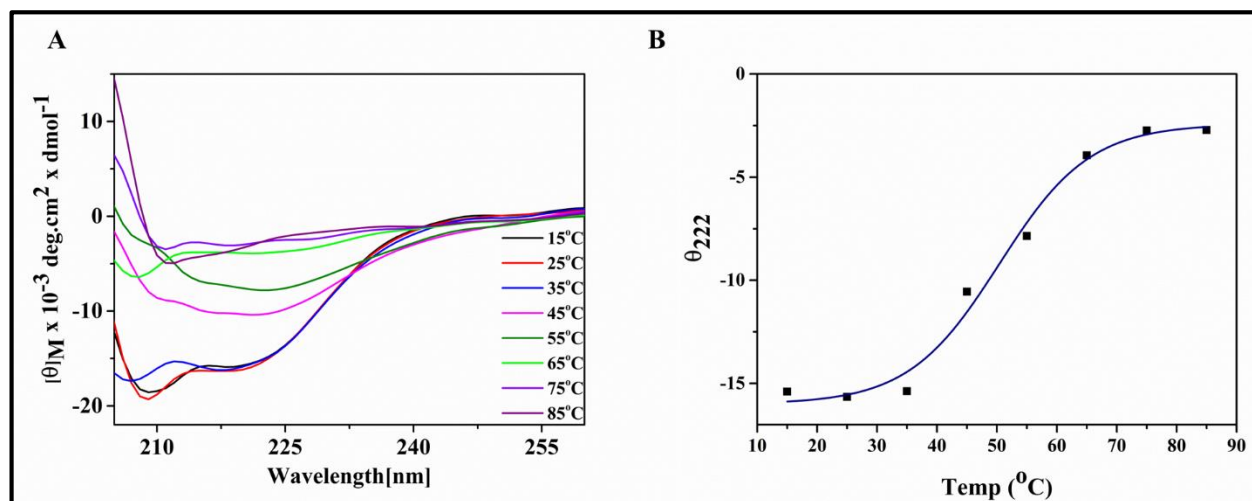 A
[θ]M x 10⁻³ deg.cm² x dmol⁻¹
10
0
-10
-20
15°C
25°C
35°C
45°C
55°C
65°C
75°C
85°C
210 225 240 255
Wavelength[nm]
B
θ222
0
-5
-10
-15
10 20 30 40 50 60 70 80 90
Temp (°C)